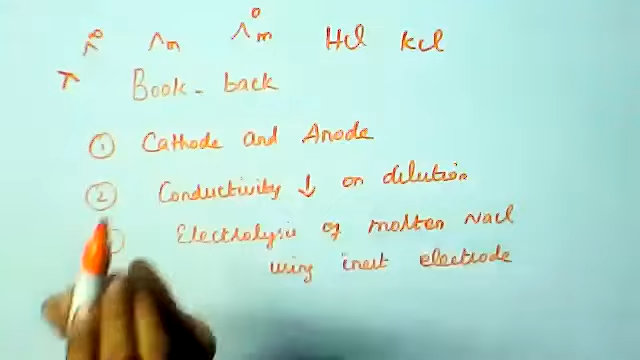 λ° Λm Λ°m HCl KCl
Book - back
① Cathode and Anode
② Conductivity ↓ on dilution
Electrolysis of molten NaCl
using inert electrode